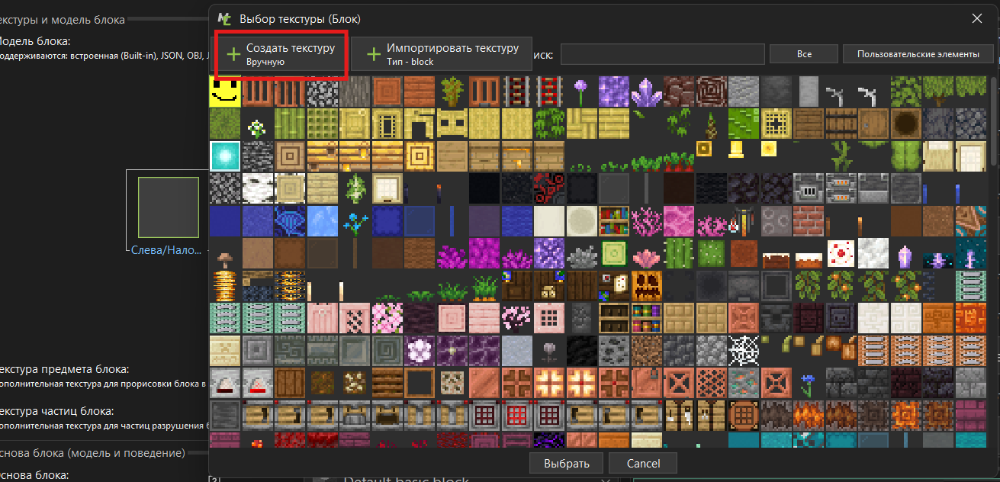 екстуры и модель блока
Выбор текстуры (Блок)
Модель блока:
оддерживаются: встроенная (Built-in), JSON, OBJ, J
Создать текстуру
Вручную
Импортировать текстуру
Тип - block
иск:
Все
Пользовательские элементы
Слева/Нало...
екстура предмета блока:
ополнительная текстура для прорисовки блока в
екстура частиц блока:
ополнительная текстура для частиц разрушения б
снова блока (модель и поведение)
Основа блока:
Выбрать
Cancel
Default basic block